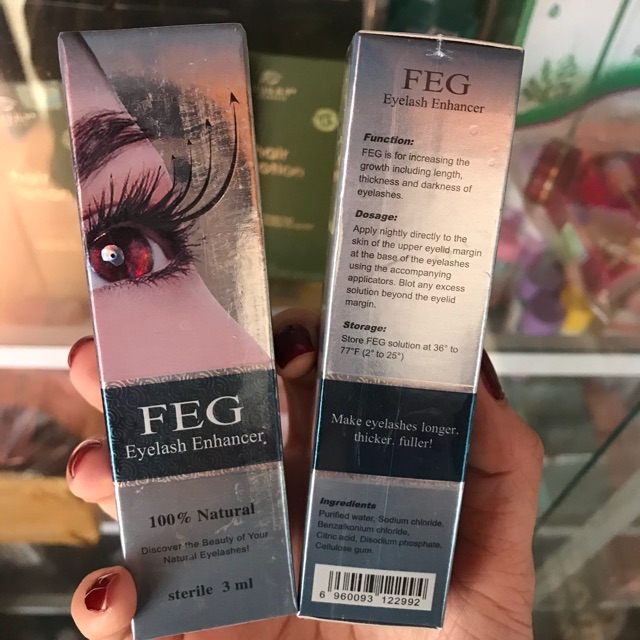 FEG
Eyelash Enhancer
100% Natural
Discover the Beauty of Your
Natural Eyelashes!
sterile 3 ml
FEG
Eyelash Enhancer
Function:
FEG is for increasing the
growth including length,
thickness and darkness of
eyelashes.
Dosage:
Apply nightly directly to the
skin of the upper eyelid margin
at the base of the eyelashes
using the accompanying
applicators. Blot any excess
solution beyond the eyelid
margin.
Storage:
Store FEG solution at 36° to
77°F (2° to 25°)
Make eyelashes longer,
thicker, fuller!
Ingredients
Purified water, Sodium chloride,
Benzalkonium chloride,
Citric acid, Disodium phosphate,
Cellulose gum.
6 960093 122992